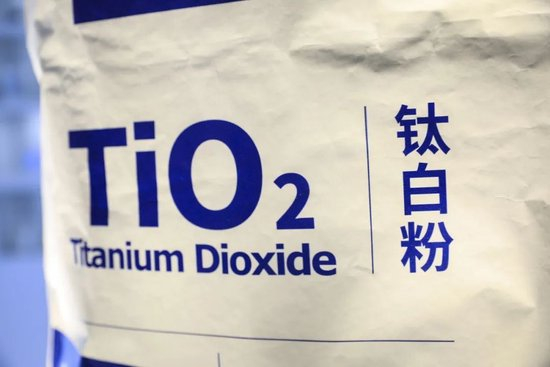 TiO2
Titanium Dioxide
钛白粉